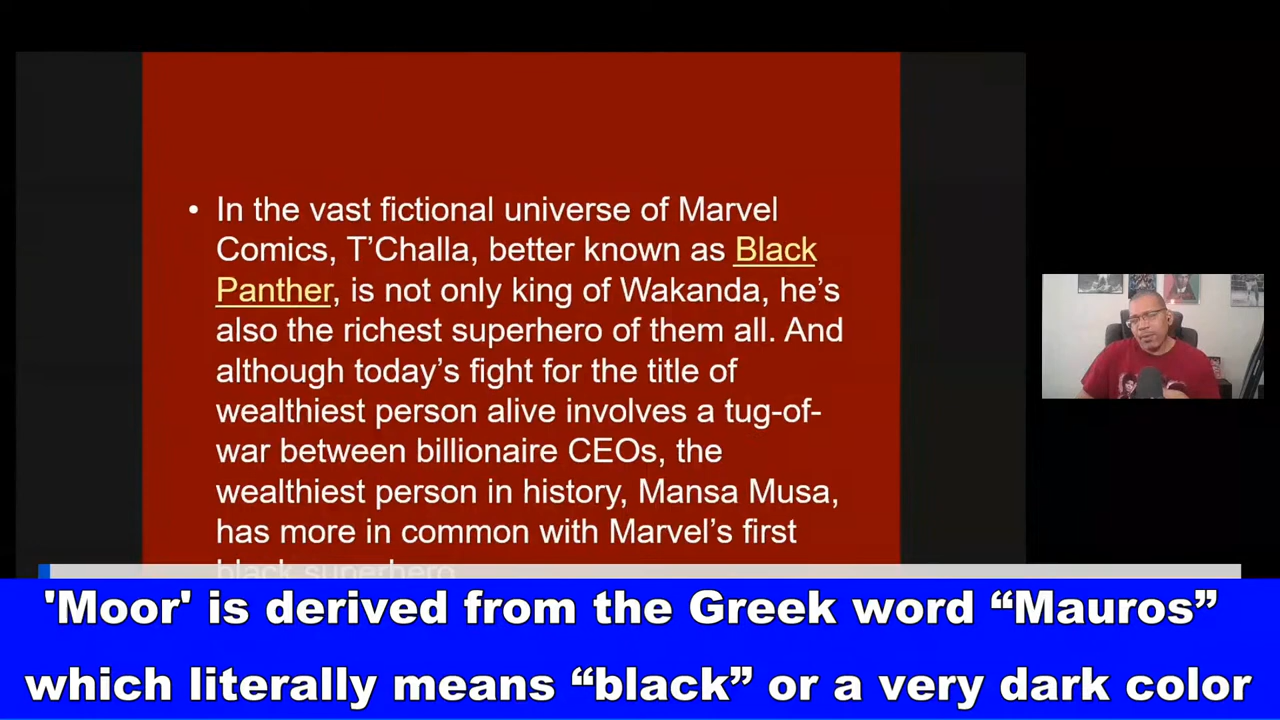 • In the vast fictional universe of Marvel
Comics, T’Challa, better known as Black
Panther, is not only king of Wakanda, he’s
also the richest superhero of them all. And
although today’s fight for the title of
wealthiest person alive involves a tug-of-
war between billionaire CEOs, the
wealthiest person in history, Mansa Musa,
has more in common with Marvel’s first
black superhero.
'Moor' is derived from the Greek word “Mauros”
which literally means “black” or a very dark color